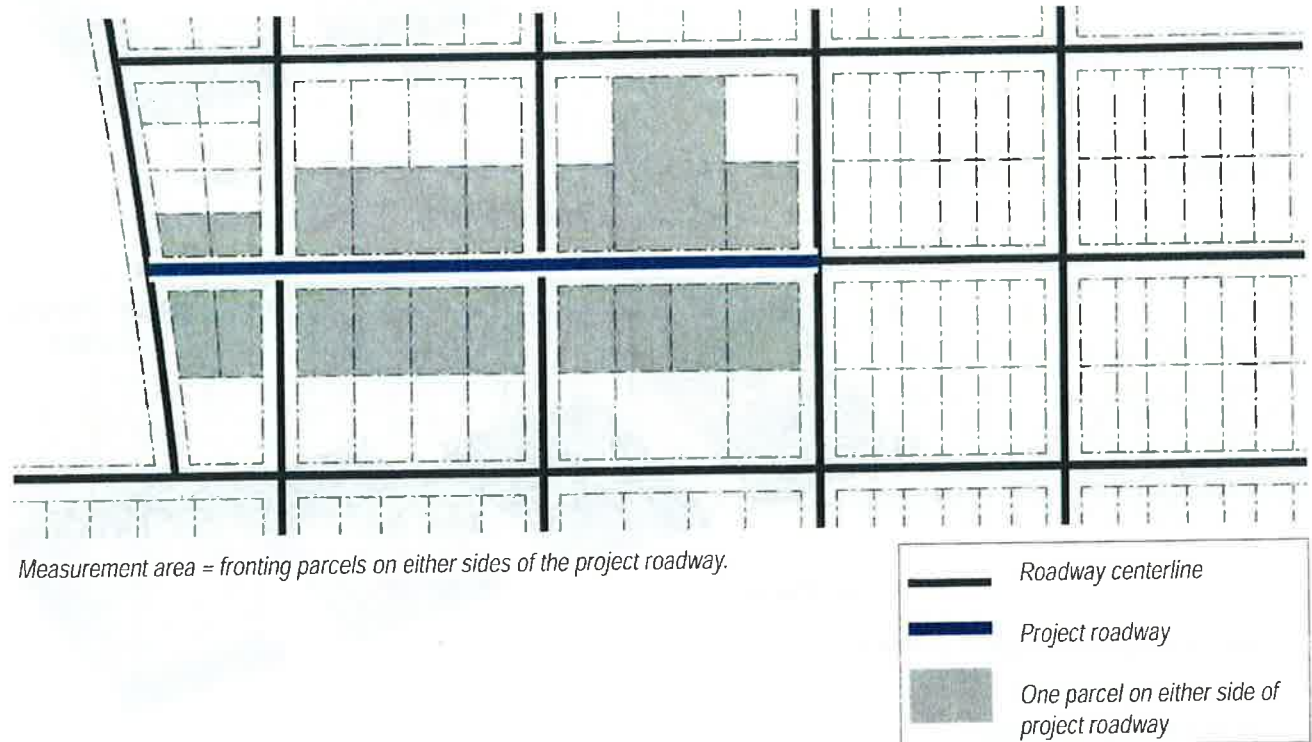 Measurement area = fronting parcels on either sides of the project roadway.
Roadway centerline
Project roadway
One parcel on either side of
project roadway